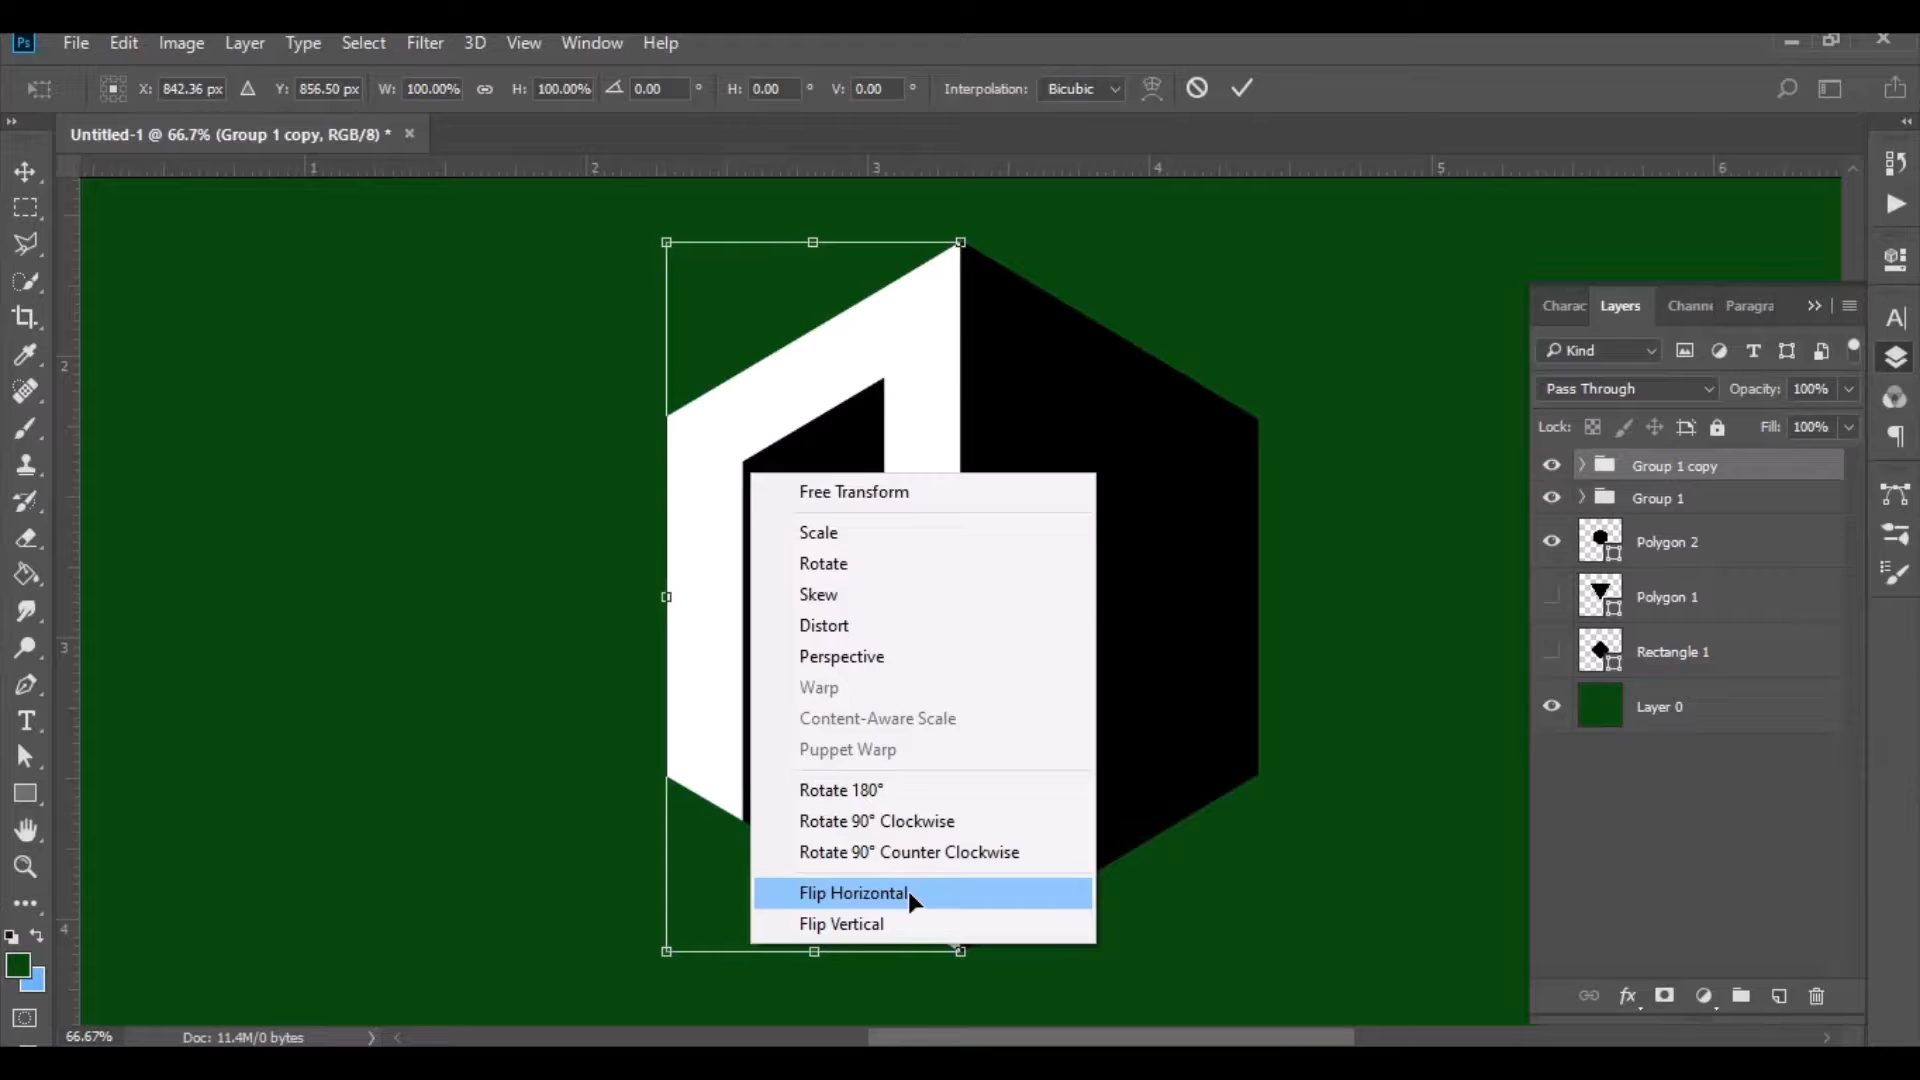 Ps File Edit Image Layer Type Select Filter 3D View Window Help
X: 842.36 px Y: 856.50 px W: 100.00% H: 100.00% 0.00 ° H: 0.00 ° V: 0.00 ° Interpolation: Bicubic
Untitled-1 @ 66.7% (Group 1 copy, RGB/8) * ×
1 2 3 4 5 6
2
3
4
Free Transform
Scale
Rotate
Skew
Distort
Perspective
Warp
Content-Aware Scale
Puppet Warp
Rotate 180°
Rotate 90° Clockwise
Rotate 90° Counter Clockwise
Flip Horizontal
Flip Vertical
Charac Layers Channe Paragra
Kind
Pass Through Opacity: 100%
Lock: Fill: 100%
Group 1 copy
Group 1
Polygon 2
Polygon 1
Rectangle 1
Layer 0
fx
66.67% Doc: 11.4M/0 bytes